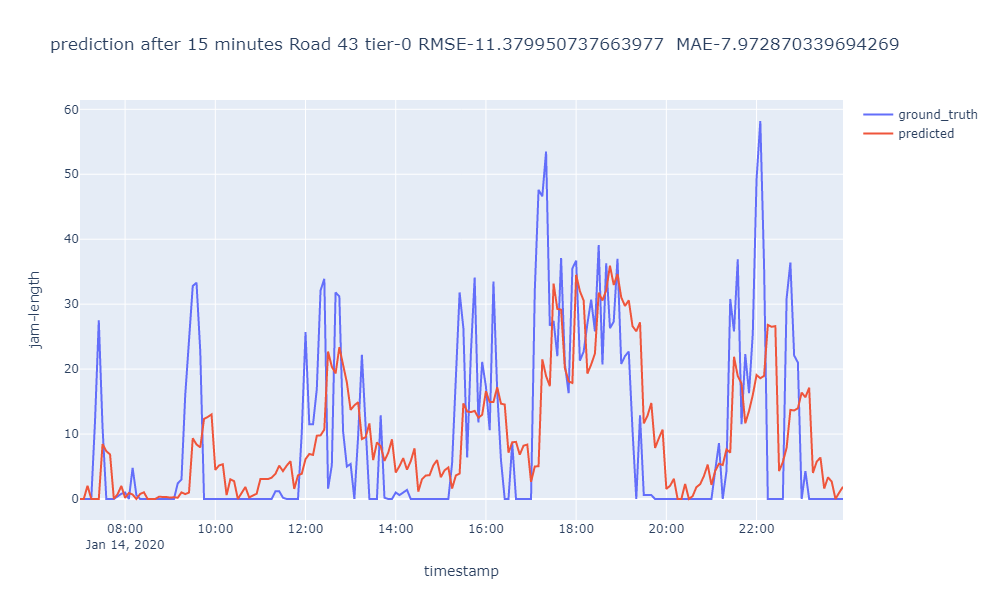 prediction after 15 minutes Road 43 tier-0 RMSE-11.379950737663977  MAE-7.972870339694269
ground_truth
predicted
60
50
40
30
20
10
0
jam-length
08:00
10:00
12:00
14:00
16:00
18:00
20:00
22:00
Jan 14, 2020
timestamp